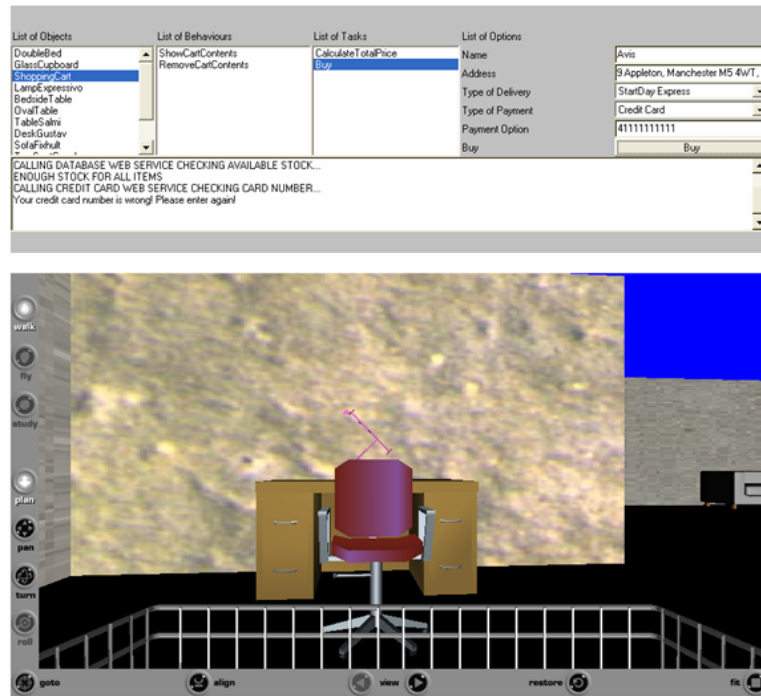 List of Objects
List of Behaviours
List of Tasks
List of Options
DoubleBed
GlassCupboard
ShoppingCart
LampExpressivo
BedsideTable
OvalTable
TableSalmi
DeskGustav
SofaFixhult
ShowCartContents
RemoveCartContents
CalculateTotalPrice
Buy
Name
Avis
Address
9 Appleton, Manchester M5 4WT,
Type of Delivery
StartDay Express
Type of Payment
Credit Card
Payment Option
41111111111
Buy
Buy
CALLING DATABASE WEB SERVICE CHECKING AVAILABLE STOCK...
ENOUGH STOCK FOR ALL ITEMS
CALLING CREDIT CARD WEB SERVICE CHECKING CARD NUMBER...
Your credit card number is wrong! Please enter again!
walk
fly
study
plan
pan
turn
roll
goto
align
view
restore
fit